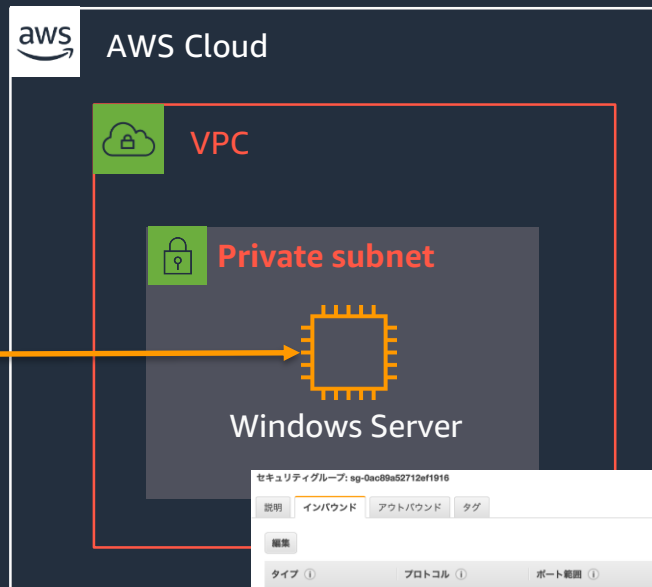 aws
AWS Cloud
VPC
Private subnet
Windows Server
セキュリティグループ: sg-0ac89a52712ef1916
説明 インバウンド アウトバウンド タグ
編集
タイプ i プロトコル i ポート範囲 i